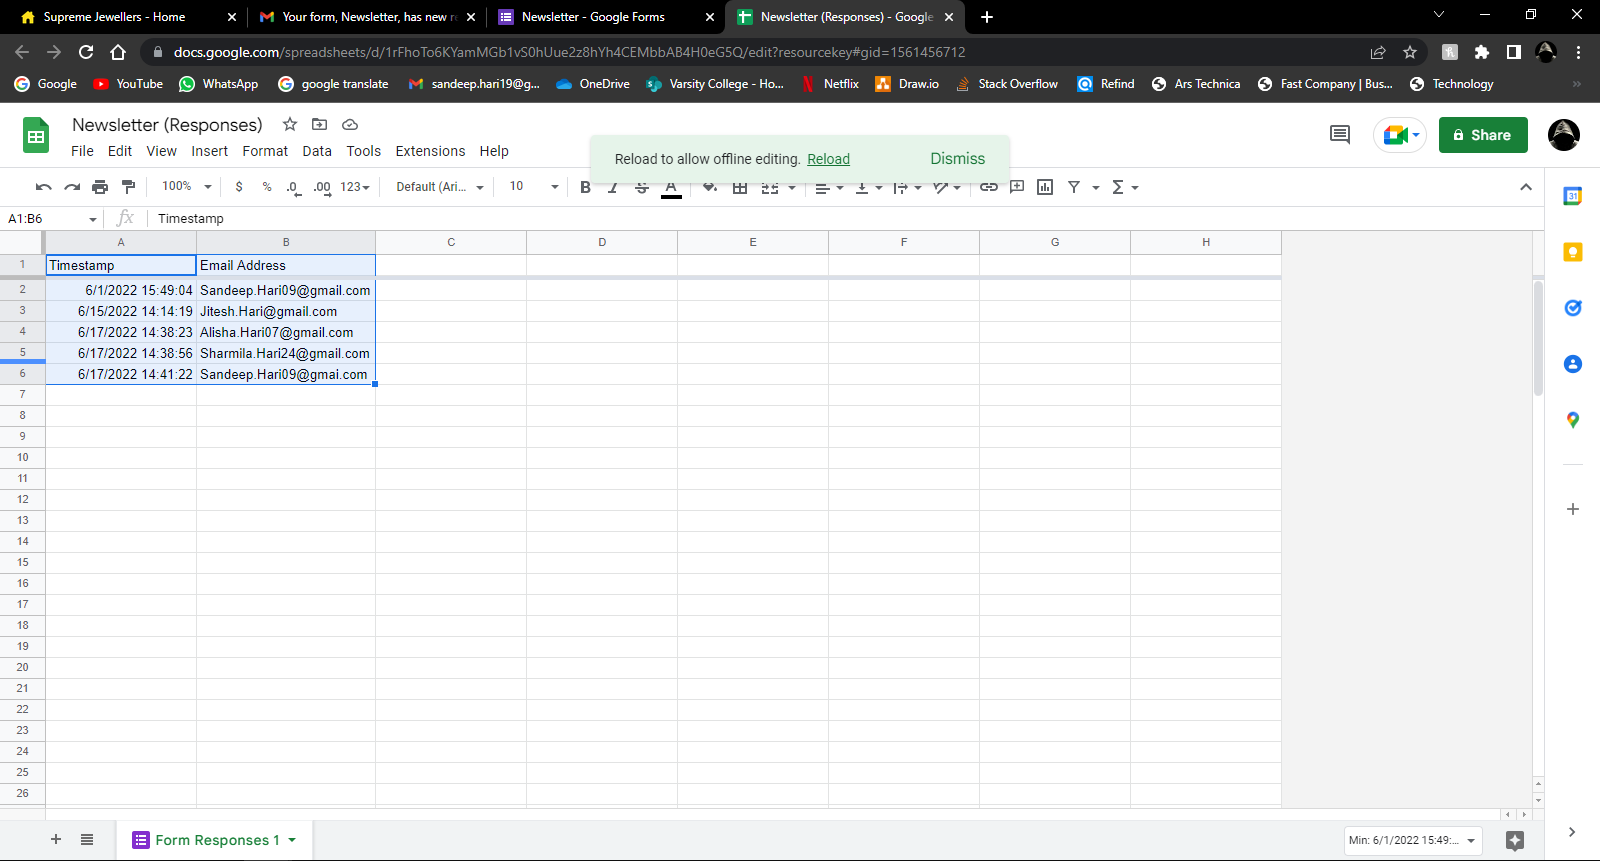 Supreme Jewellers - Home
Your form, Newsletter, has new re
Newsletter - Google Forms
Newsletter (Responses) - Google
docs.google.com/spreadsheets/d/1rFhoTo6KYamMGb1vS0hUue2z8hYh4CEMbbAB4H0eG5Q/edit?resourcekey#gid=1561456712
Google YouTube WhatsApp google translate sandeep.hari19@g... OneDrive Varsity College - Ho... Netflix Draw.io Stack Overflow Refind Ars Technica Fast Company | Bus... Technology »
Newsletter (Responses)
File Edit View Insert Format Data Tools Extensions Help
Reload to allow offline editing. Reload Dismiss
Share
100% $ % .0 .00 123 Default (Ari... 10 B I S A Σ
A1:B6 fx Timestamp
A B C D E F G H
1 Timestamp Email Address
2 6/1/2022 15:49:04 Sandeep.Hari09@gmail.com
3 6/15/2022 14:14:19 Jitesh.Hari@gmail.com
4 6/17/2022 14:38:23 Alisha.Hari07@gmail.com
5 6/17/2022 14:38:56 Sharmila.Hari24@gmail.com
6 6/17/2022 14:41:22 Sandeep.Hari09@gmai.com
7
8
9
10
11
12
13
14
15
16
17
18
19
20
21
22
23
24
25
26
31
Form Responses 1
Min: 6/1/2022 15:49:...